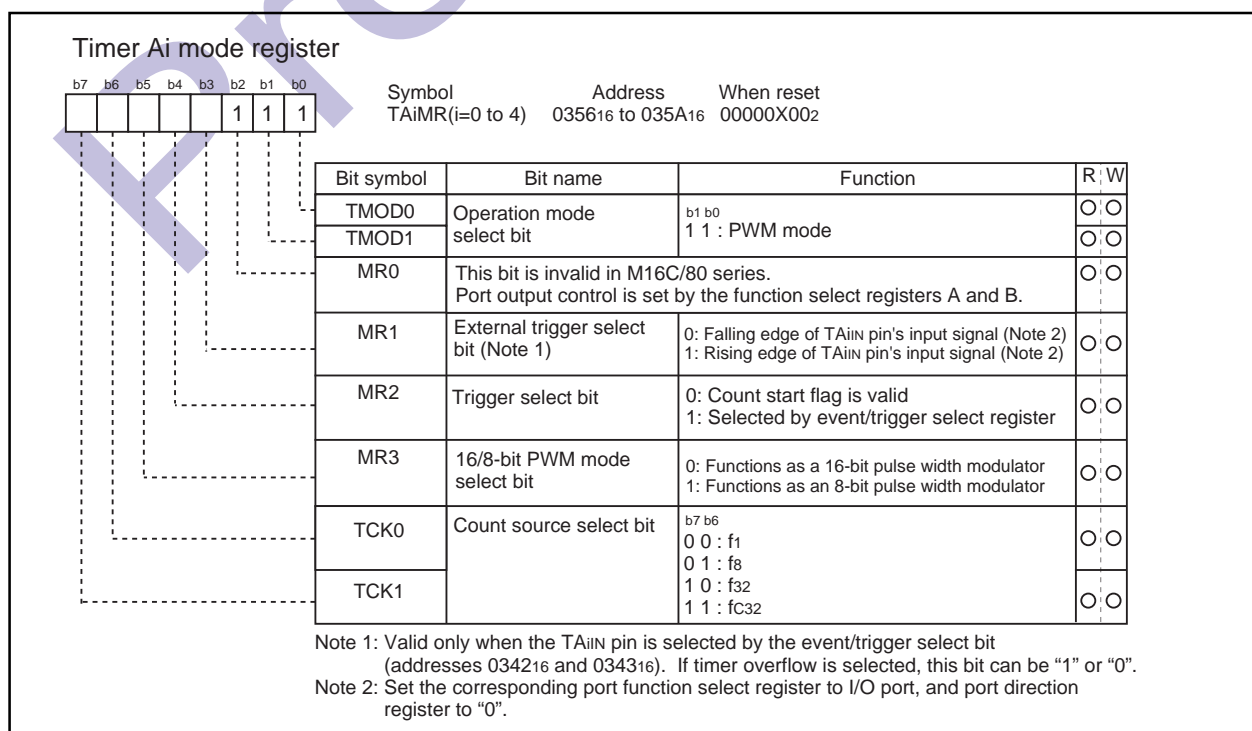 Pre
Timer Ai mode register
b7 b6 b5 b4 b3 b2 b1 b0
1 1 1
Symbol Address When reset
TAiMR(i=0 to 4) 035616 to 035A16 00000X002
Bit symbol Bit name Function R W
TMOD0 Operation mode select bit b1 b0
TMOD1 1 1 : PWM mode
MR0 This bit is invalid in M16C/80 series.
Port output control is set by the function select registers A and B.
MR1 External trigger select bit (Note 1) 0: Falling edge of TAiIN pin's input signal (Note 2)
1: Rising edge of TAiIN pin's input signal (Note 2)
MR2 Trigger select bit 0: Count start flag is valid
1: Selected by event/trigger select register
MR3 16/8-bit PWM mode select bit 0: Functions as a 16-bit pulse width modulator
1: Functions as an 8-bit pulse width modulator
TCK0 Count source select bit b7 b6
0 0 : f1
0 1 : f8
TCK1 1 0 : f32
1 1 : fC32
Note 1: Valid only when the TAiIN pin is selected by the event/trigger select bit
(addresses 034216 and 034316). If timer overflow is selected, this bit can be “1” or “0”.
Note 2: Set the corresponding port function select register to I/O port, and port direction
register to “0”.